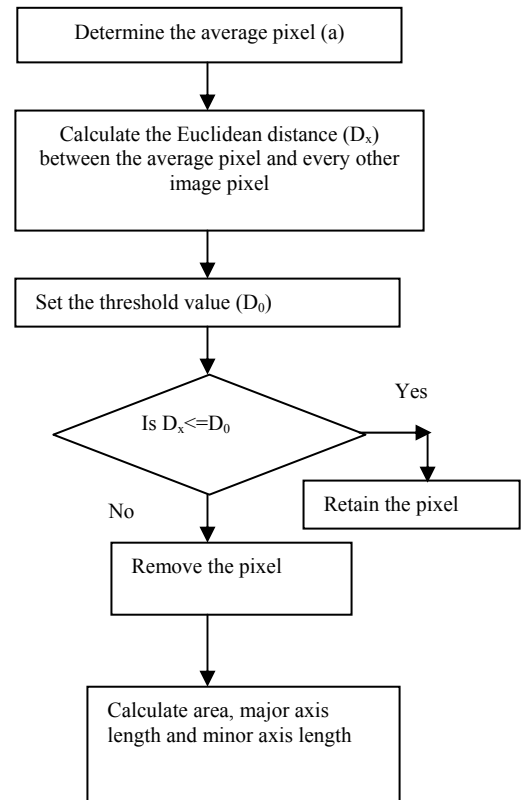 Determine the average pixel (a)
Calculate the Euclidean distance (Dₓ)
between the average pixel and every other
image pixel
Set the threshold value (D₀)
Is Dₓ<=D₀
Yes
Retain the pixel
No
Remove the pixel
Calculate area, major axis
length and minor axis length